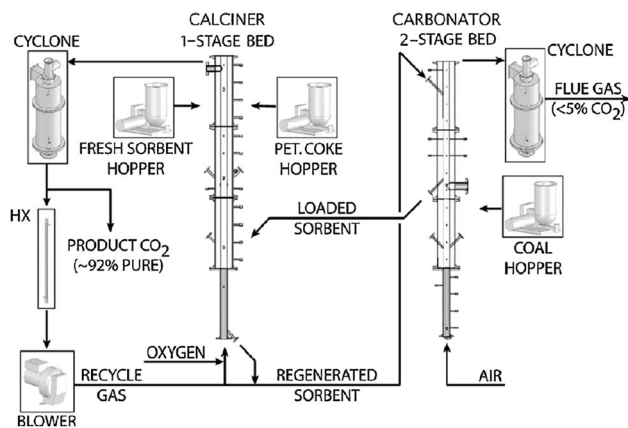 CALCINER
1-STAGE BED
CARBONATOR
2-STAGE BED
CYCLONE
CYCLONE
FLUE GAS
(<5% CO₂)
FRESH SORBENT
HOPPER
PET. COKE
HOPPER
HX
PRODUCT CO₂
(~92% PURE)
LOADED
SORBENT
COAL
HOPPER
OXYGEN
RECYCLE
GAS
REGENERATED
SORBENT
AIR
BLOWER